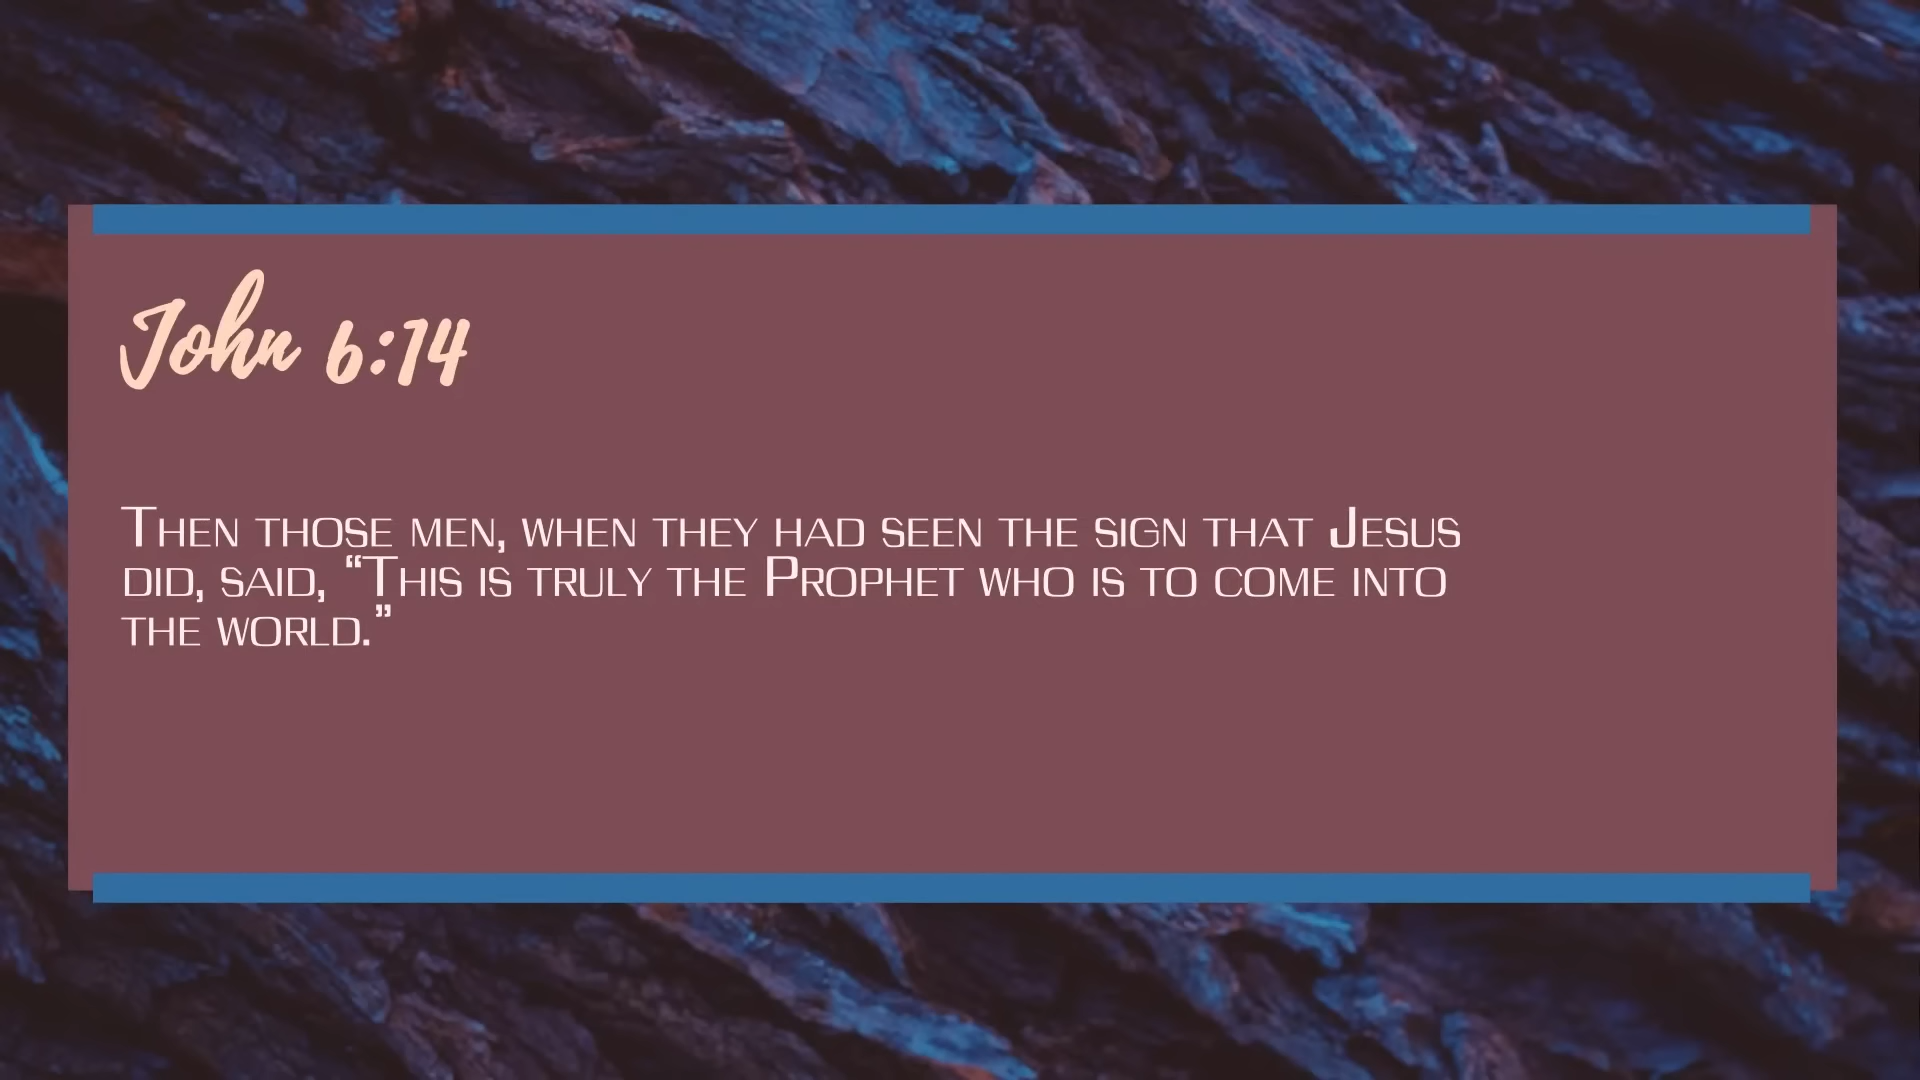 John 6:14
Then those men, when they had seen the sign that Jesus
did, said, “This is truly the Prophet who is to come into
the world.”